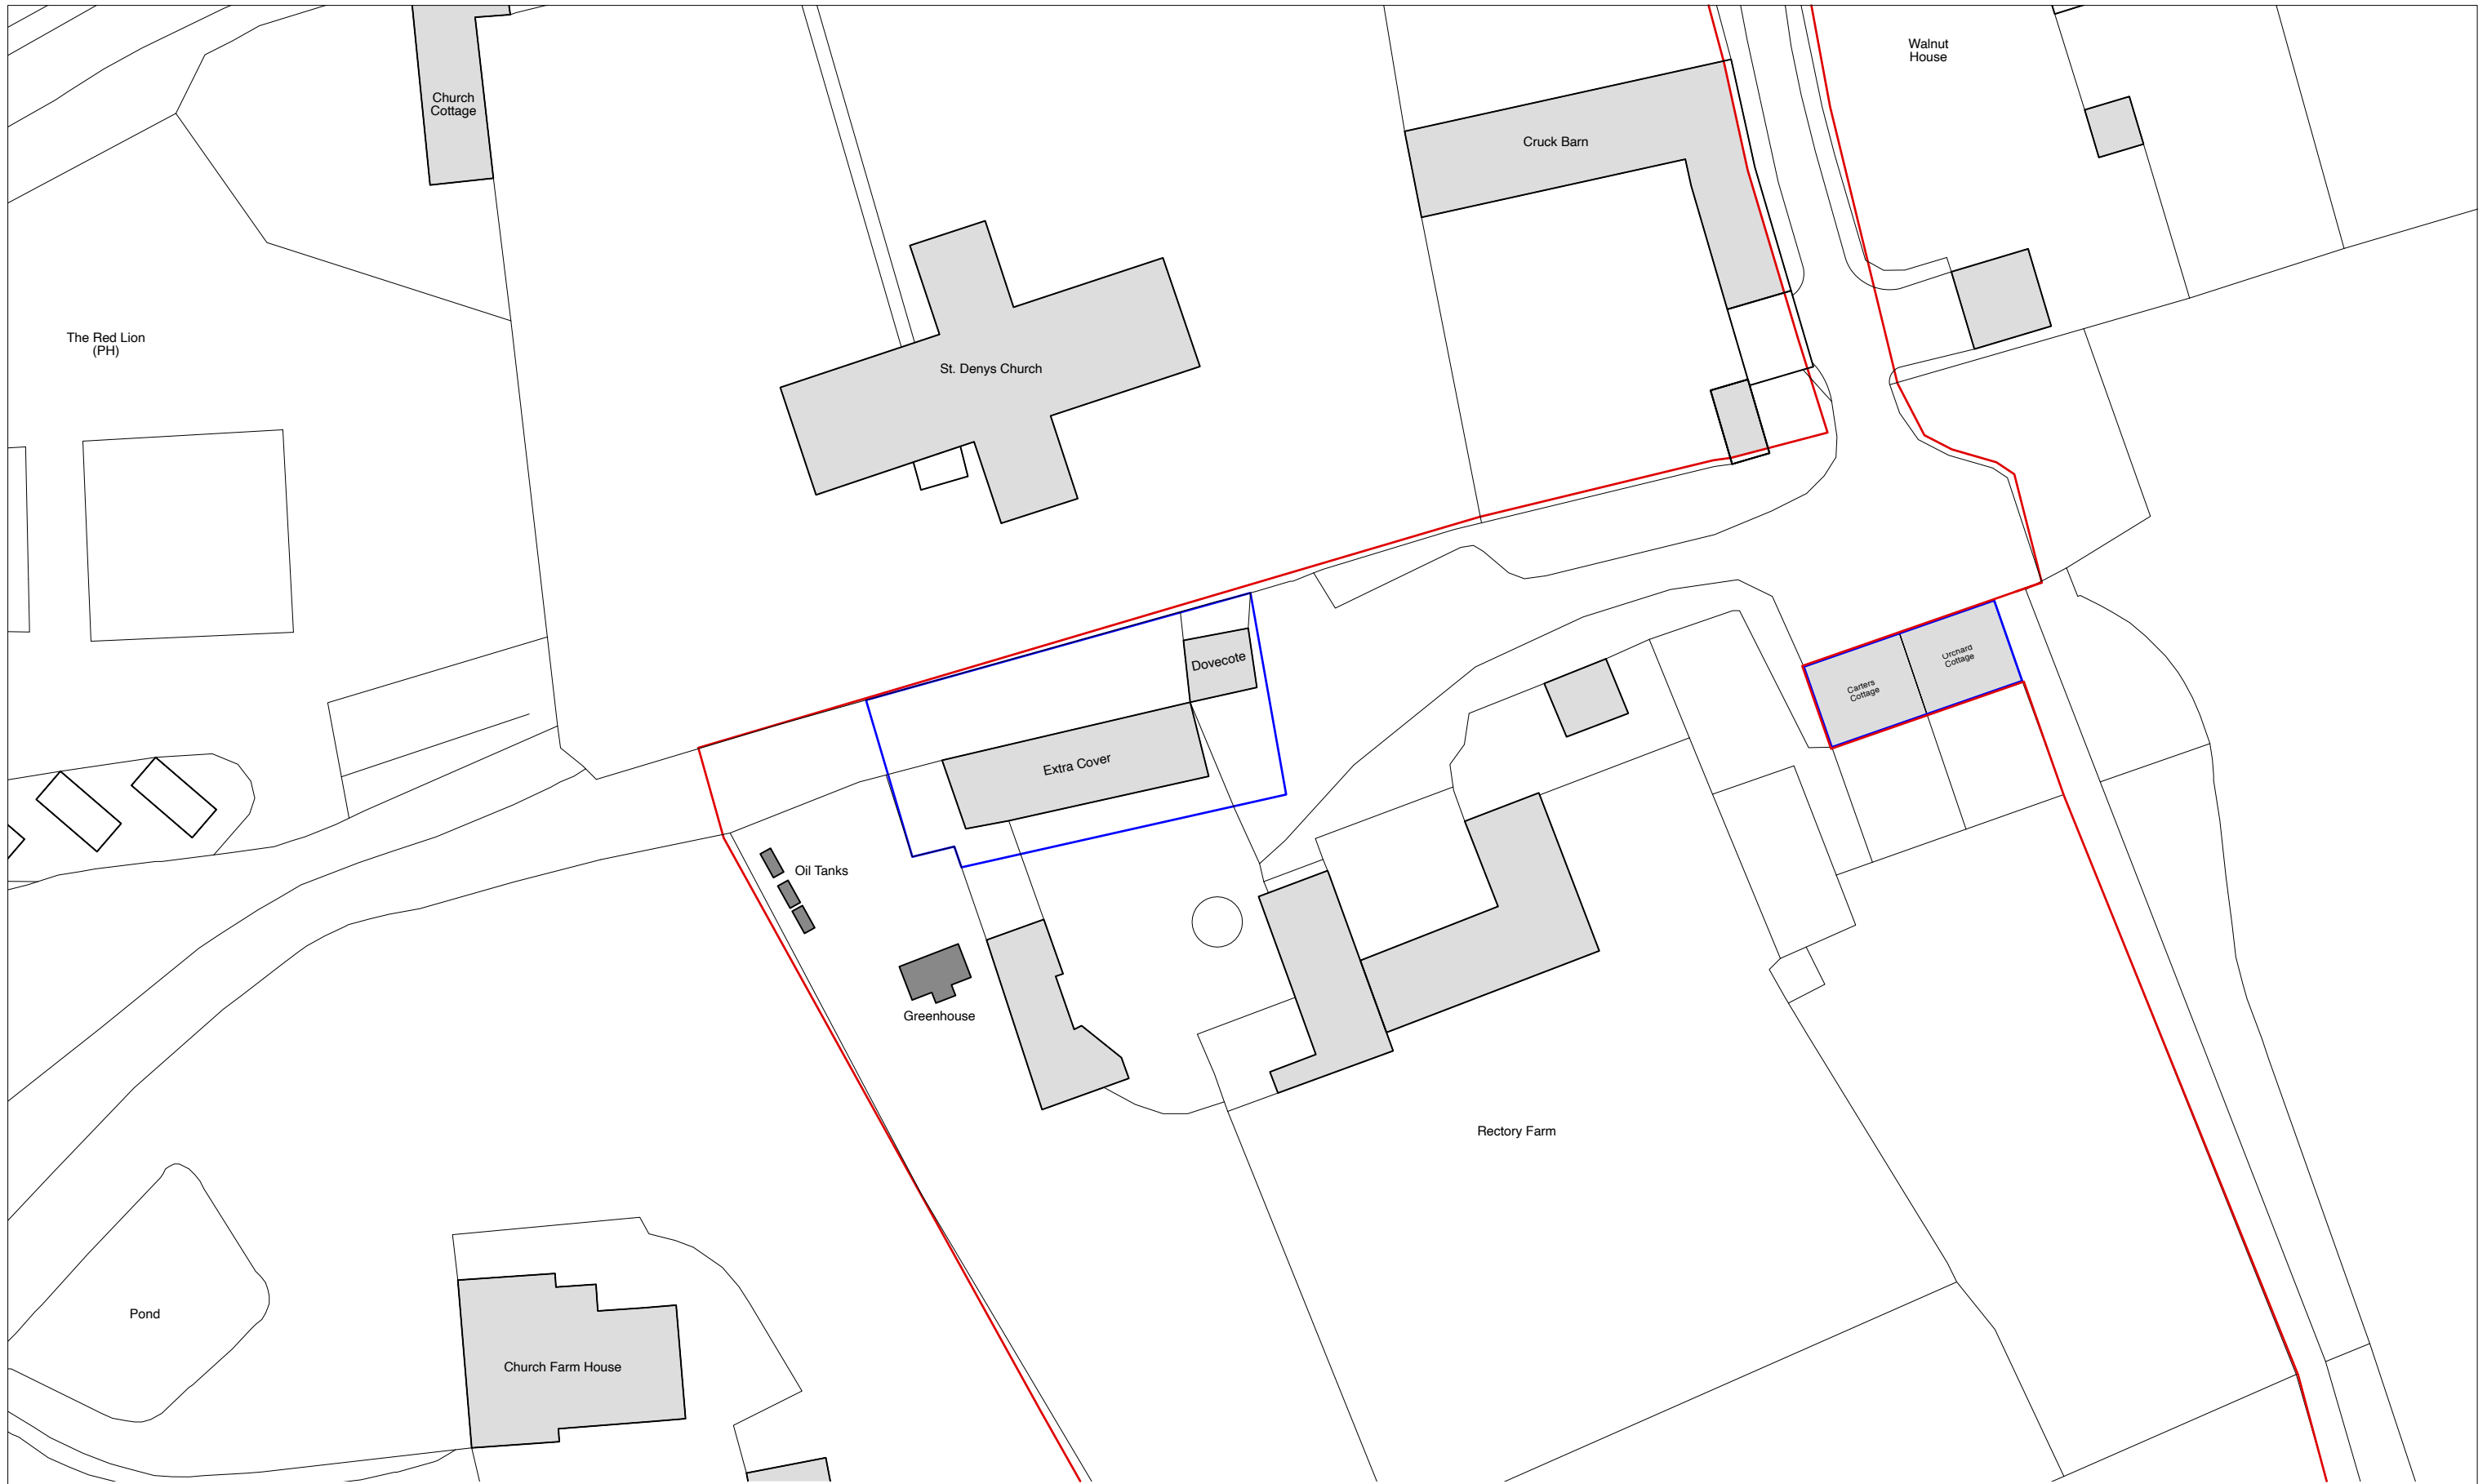 Walnut
House
Church
Cottage
Cruck Barn
The Red Lion
(PH)
St. Denys Church
Dovecote
Orchard
Cottage
Carters
Cottage
Extra Cover
Oil Tanks
Greenhouse
Rectory Farm
Pond
Church Farm House